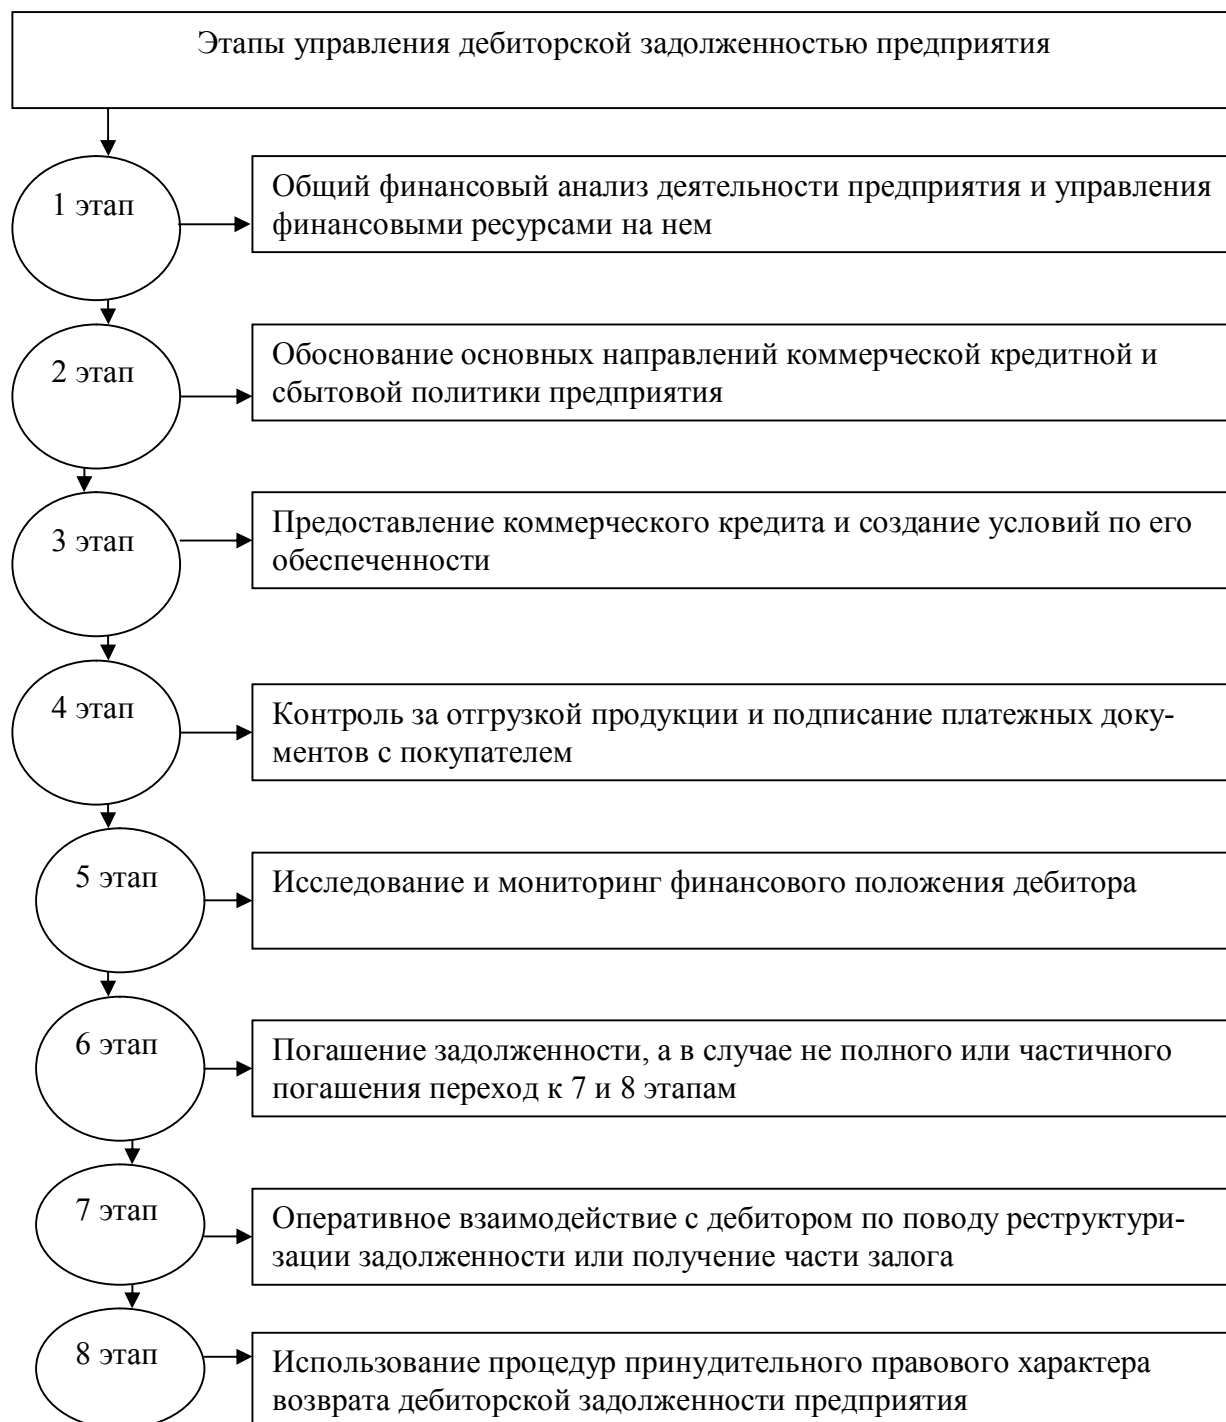 Этапы управления дебиторской задолженностью предприятия
1 этап
Общий финансовый анализ деятельности предприятия и управления
финансовыми ресурсами на нем
2 этап
Обоснование основных направлений коммерческой кредитной и
сбытовой политики предприятия
3 этап
Предоставление коммерческого кредита и создание условий по его
обеспеченности
4 этап
Контроль за отгрузкой продукции и подписание платежных доку-
ментов с покупателем
5 этап
Исследование и мониторинг финансового положения дебитора
6 этап
Погашение задолженности, а в случае не полного или частичного
погашения переход к 7 и 8 этапам
7 этап
Оперативное взаимодействие с дебитором по поводу реструктури-
зации задолженности или получение части залога
8 этап
Использование процедур принудительного правового характера
возврата дебиторской задолженности предприятия